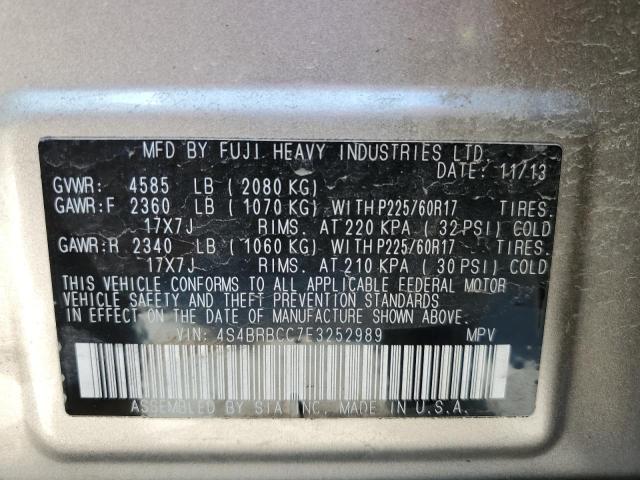 MFD BY FUJI HEAVY INDUSTRIES LTD.
DATE: 11/13
GVWR: 4585 LB ( 2080 KG)
GAWR:F 2360 LB ( 1070 KG) WITH P225/60R17 TIRES.
17X7J RIMS. AT 220 KPA ( 32 PSI) COLD
GAWR:R 2340 LB ( 1060 KG) WITH P225/60R17 TIRES.
17X7J RIMS. AT 210 KPA ( 30 PSI) COLD
THIS VEHICLE CONFORMS TO ALL APPLICABLE FEDERAL MOTOR
VEHICLE SAFETY AND THEFT PREVENTION STANDARDS
IN EFFECT ON THE DATE OF MANUFACTURE SHOWN ABOVE.
VIN: 4S4BRBCC7E3252989 MPV
ASSEMBLED BY SIA INC. MADE IN U.S.A.